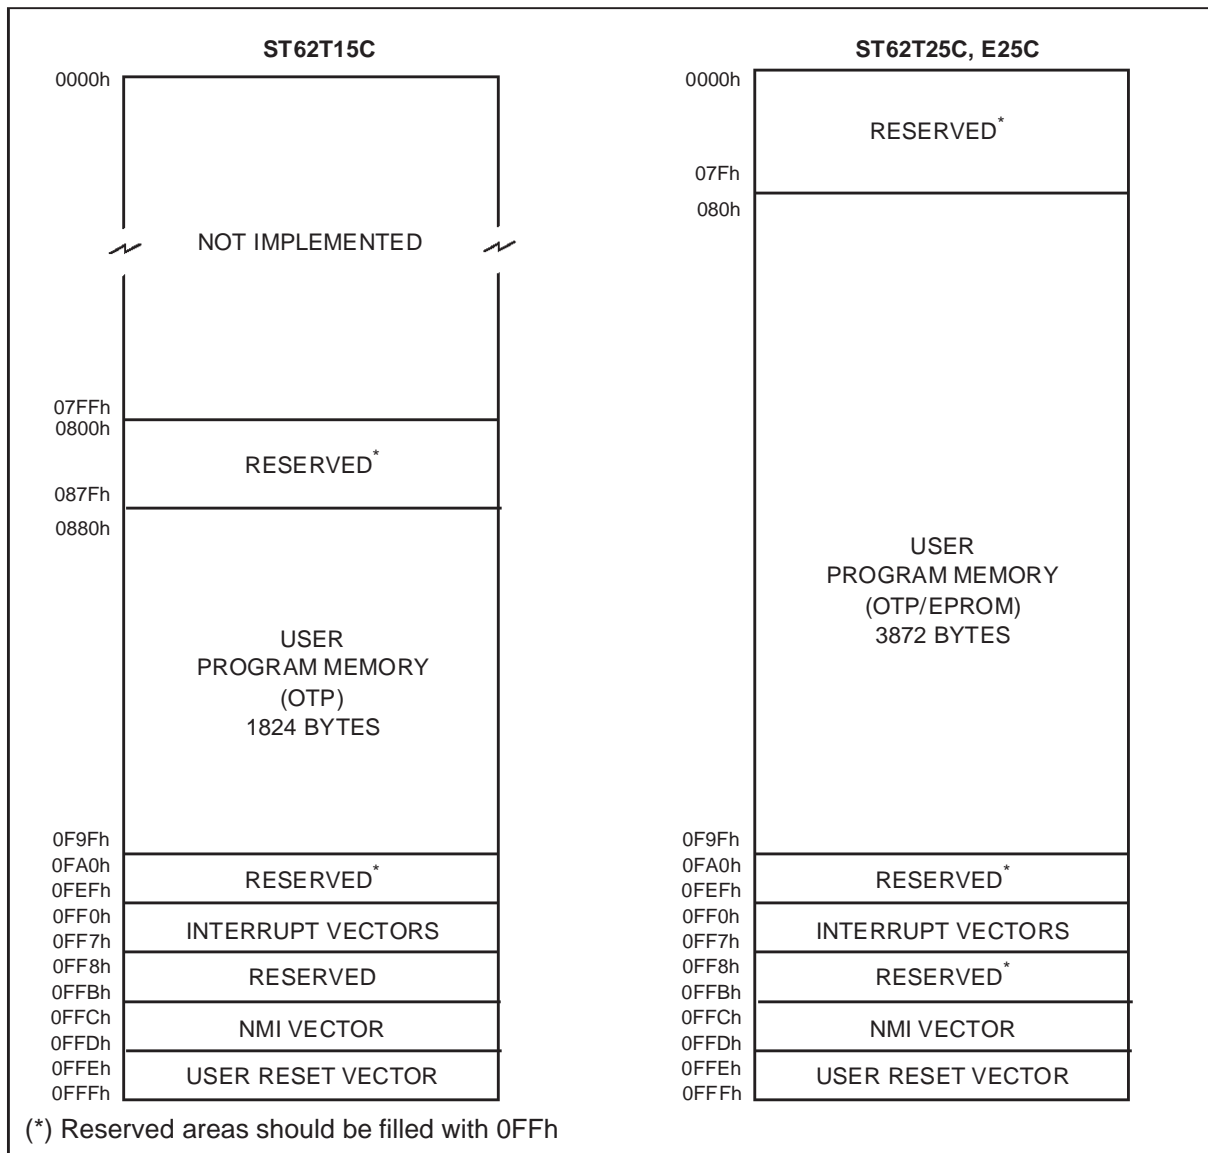 ST62T15C
0000h
NOT IMPLEMENTED
07FFh
0800h
RESERVED*
087Fh
0880h
USER
PROGRAM MEMORY
(OTP)
1824 BYTES
0F9Fh
0FA0h
RESERVED*
0FEFh
0FF0h
INTERRUPT VECTORS
0FF7h
0FF8h
RESERVED
0FFBh
0FFCh
NMI VECTOR
0FFDh
0FFEh
USER RESET VECTOR
0FFFh
ST62T25C, E25C
0000h
RESERVED*
07Fh
080h
USER
PROGRAM MEMORY
(OTP/EPROM)
3872 BYTES
0F9Fh
0FA0h
RESERVED*
0FEFh
0FF0h
INTERRUPT VECTORS
0FF7h
0FF8h
RESERVED*
0FFBh
0FFCh
NMI VECTOR
0FFDh
0FFEh
USER RESET VECTOR
0FFFh
(*) Reserved areas should be filled with 0FFh